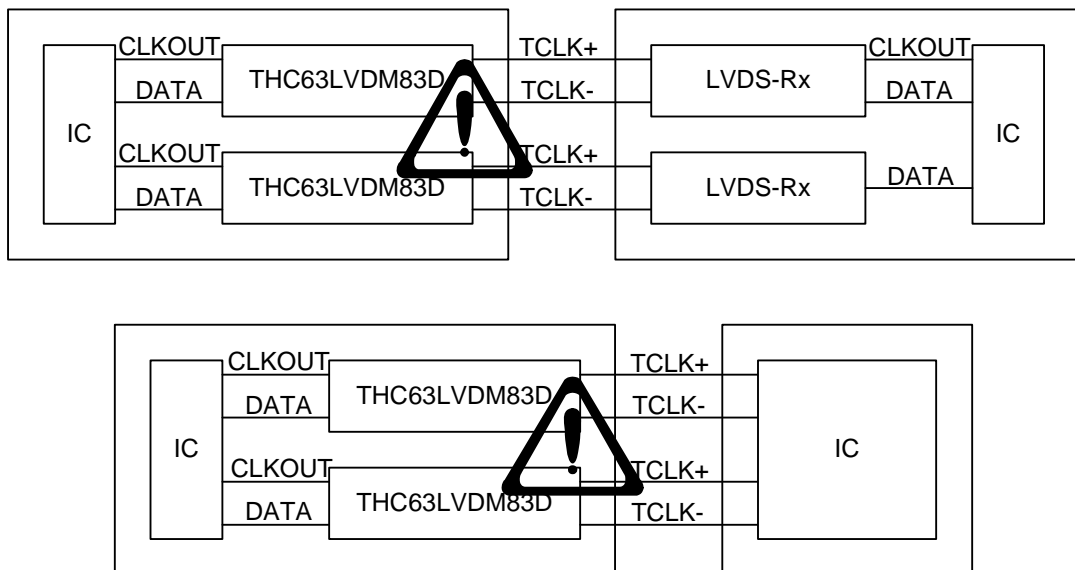 CLKOUT THC63LVDM83D TCLK+ LVDS-Rx CLKOUT
DATA TCLK- DATA
IC IC
CLKOUT THC63LVDM83D TCLK+ LVDS-Rx DATA
DATA TCLK-
CLKOUT THC63LVDM83D TCLK+
DATA TCLK-
IC IC
CLKOUT THC63LVDM83D TCLK+
DATA TCLK-